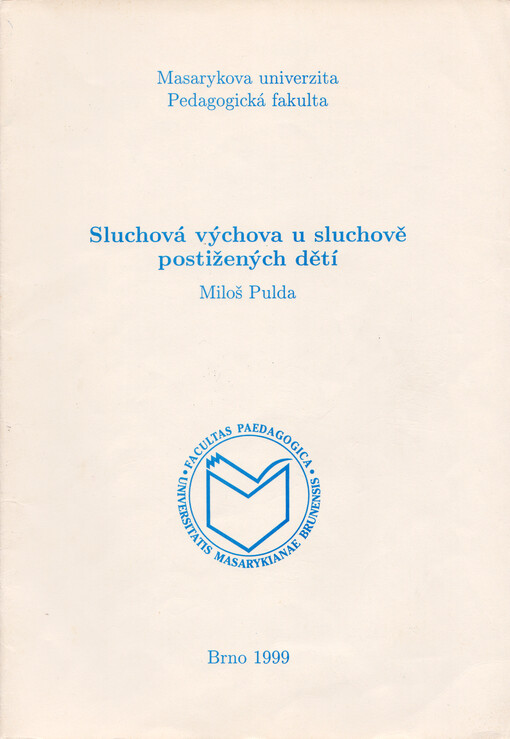 Masarykova univerzita
Pedagogická fakulta
Sluchová výchova u sluchově
postižených dětí
Miloš Pulda
• FACULTAS PAEDAGOGICA •
UNIVERSITATIS MASARYKIANAE BRUNENSIS
Brno 1999